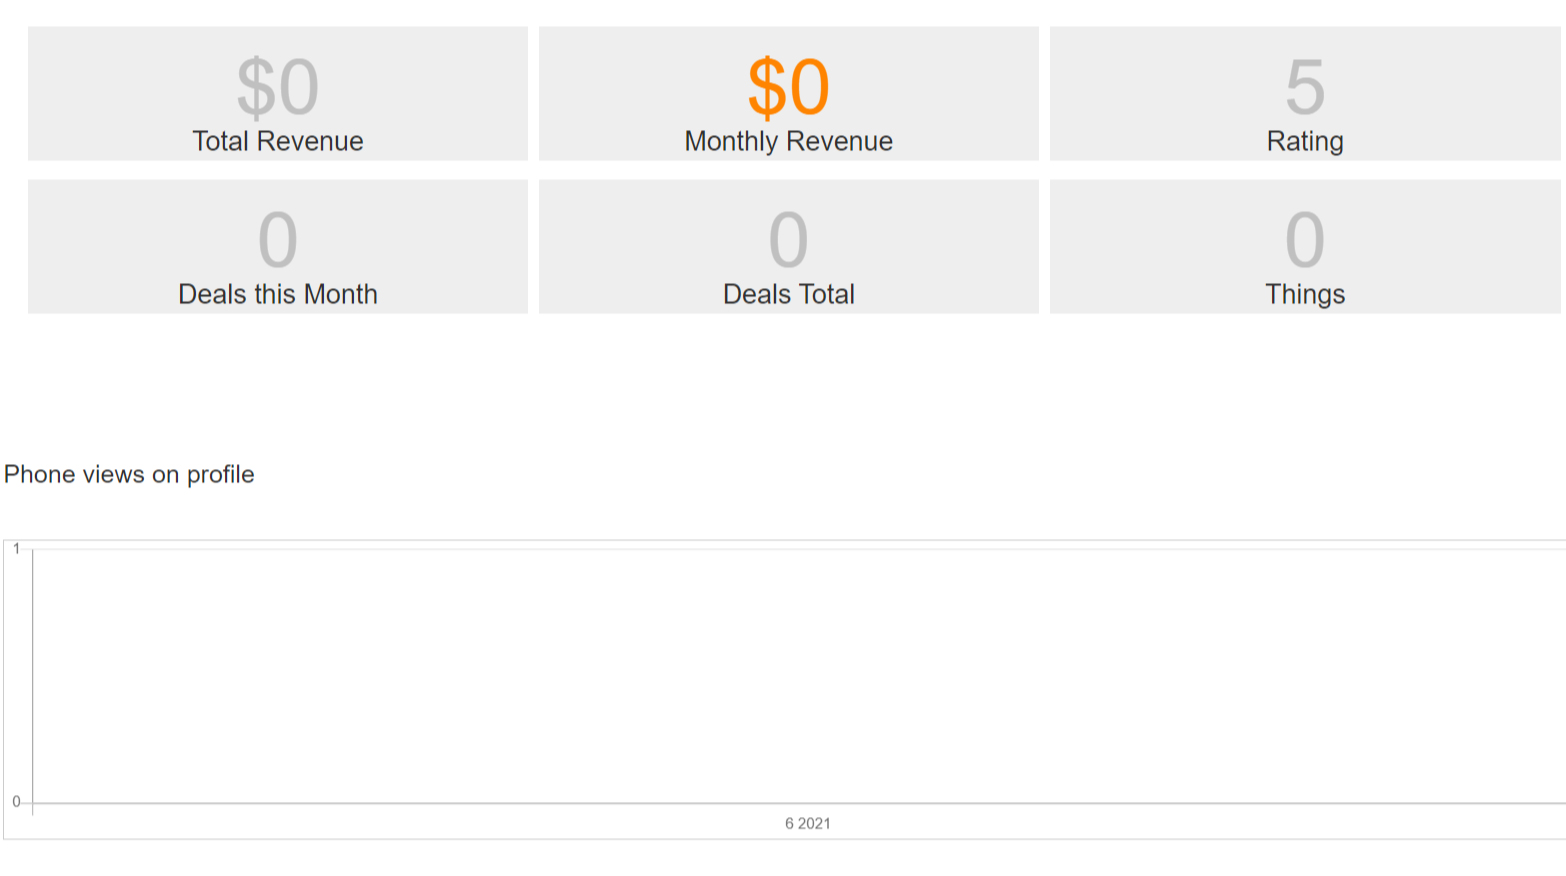 $0
Total Revenue
$0
Monthly Revenue
5
Rating
0
Deals this Month
0
Deals Total
0
Things
Phone views on profile
1
0
6 2021